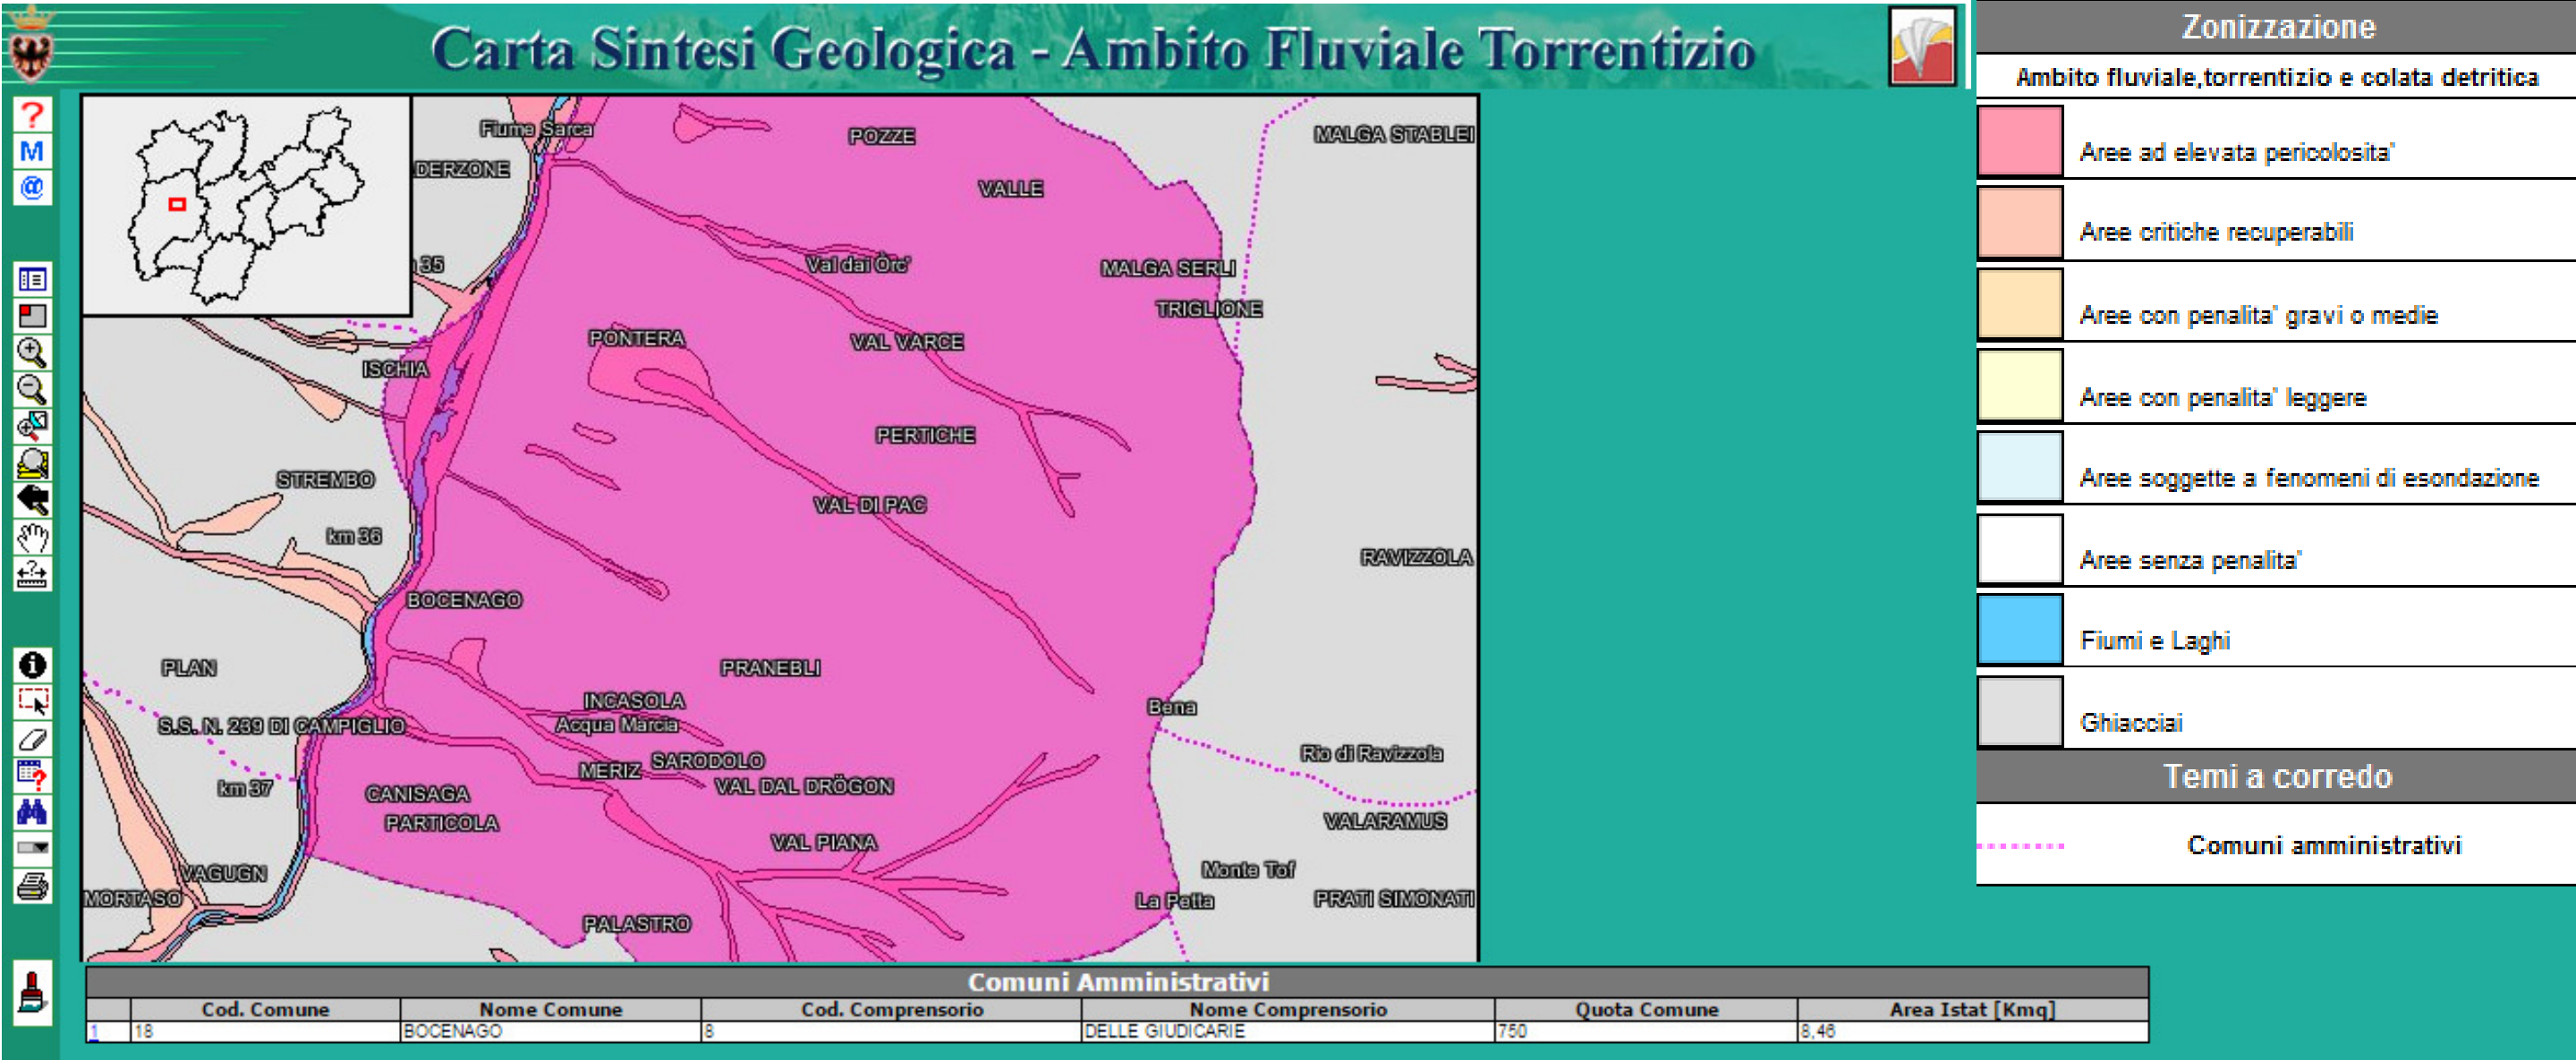 Carta Sintesi Geologica - Ambito Fluviale Torrentizio
?
M
@
Fiume Sarca
DERZONE
35
POZZE
VALLE
MALGA STABLEI
Val dai Örc'
MALGA SERLI
TRIGLIONE
PONTERA
VAL VARCE
ISCHIA
PERTICHE
STREMBO
VAL DI PAC
km 36
RAVIZZOLA
BOCENAGO
PLAN
PRANEBLI
INCASOLA
Acqua Marcia
Bena
S.S. N. 239 DI CAMPIGLIO
MERIZ
SARODOLO
VAL DAL DRÖGON
Rio di Ravizzola
km 37
CANISAGA
PARTICOLA
VALARAMUS
VAL PIANA
VAGUGN
Monte Tof
MORTASO
La Petta
PRATI SIMONATI
PALASTRO
Zonizzazione
Ambito fluviale,torrentizio e colata detritica
Aree ad elevata pericolosita'
Aree critiche recuperabili
Aree con penalita' gravi o medie
Aree con penalita' leggere
Aree soggette a fenomeni di esondazione
Aree senza penalita'
Fiumi e Laghi
Ghiacciai
Temi a corredo
Comuni amministrativi
Comuni Amministrativi
Cod. Comune Nome Comune Cod. Comprensorio Nome Comprensorio Quota Comune Area Istat [Kmq]
1 18 BOCENAGO 8 DELLE GIUDICARIE 750 8,46